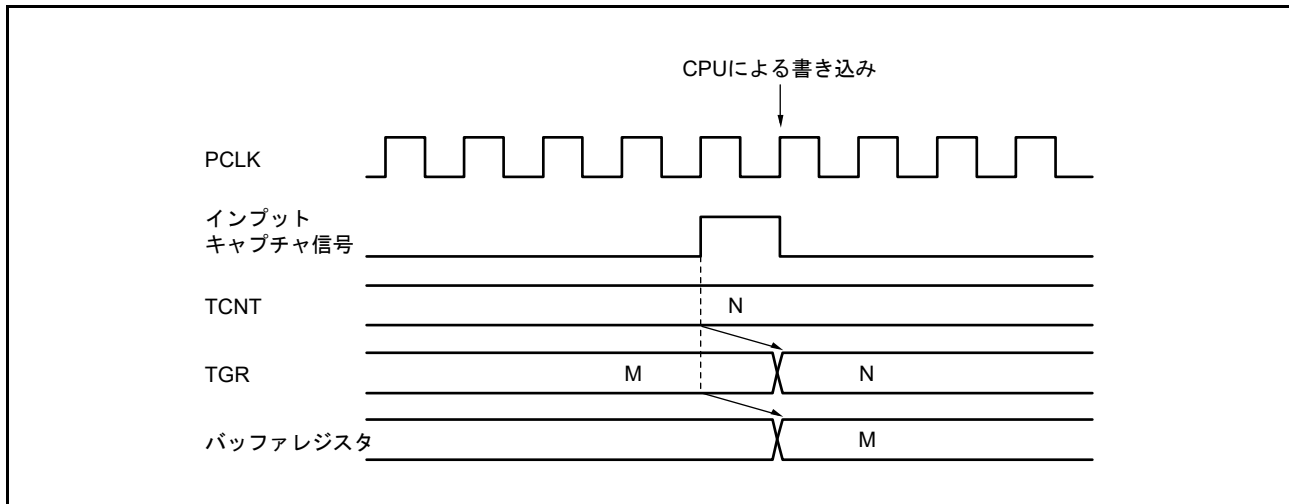 CPUによる書き込み
PCLK
インプット
キャプチャ信号
TCNT
N
TGR
M
N
バッファレジスタ
M